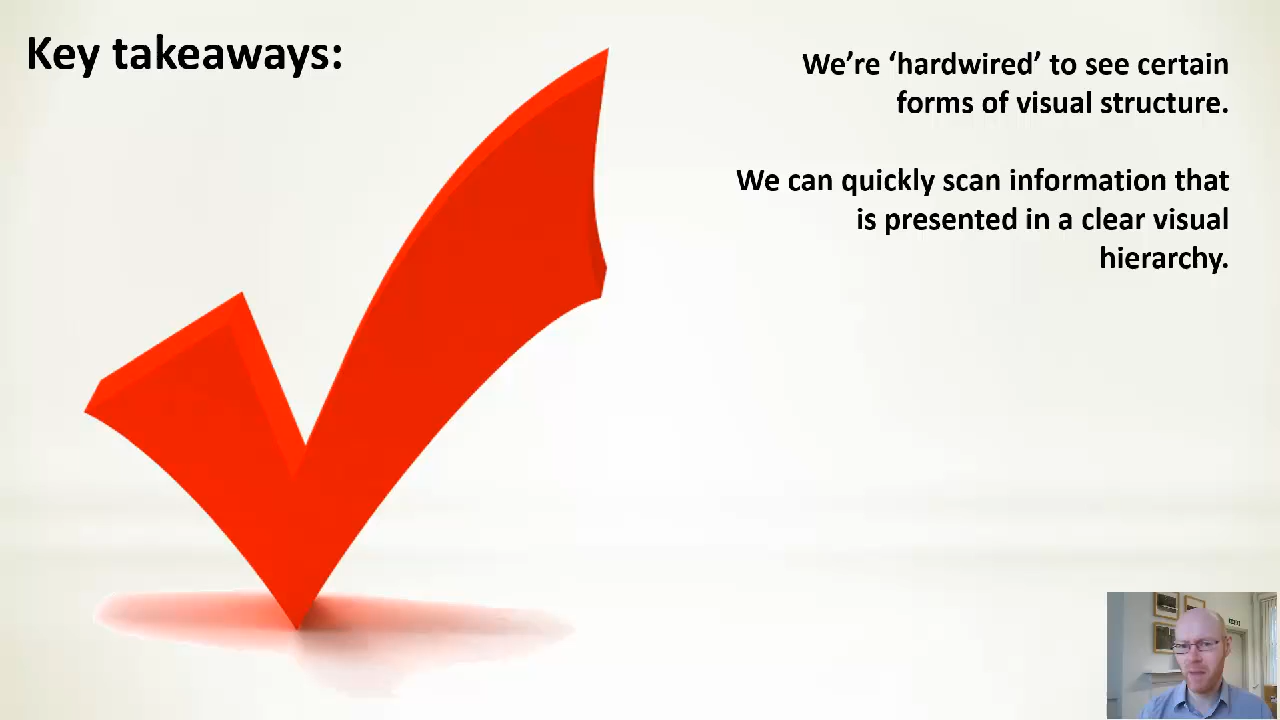 Key takeaways:
We’re ‘hardwired’ to see certain
forms of visual structure.
We can quickly scan information that
is presented in a clear visual
hierarchy.